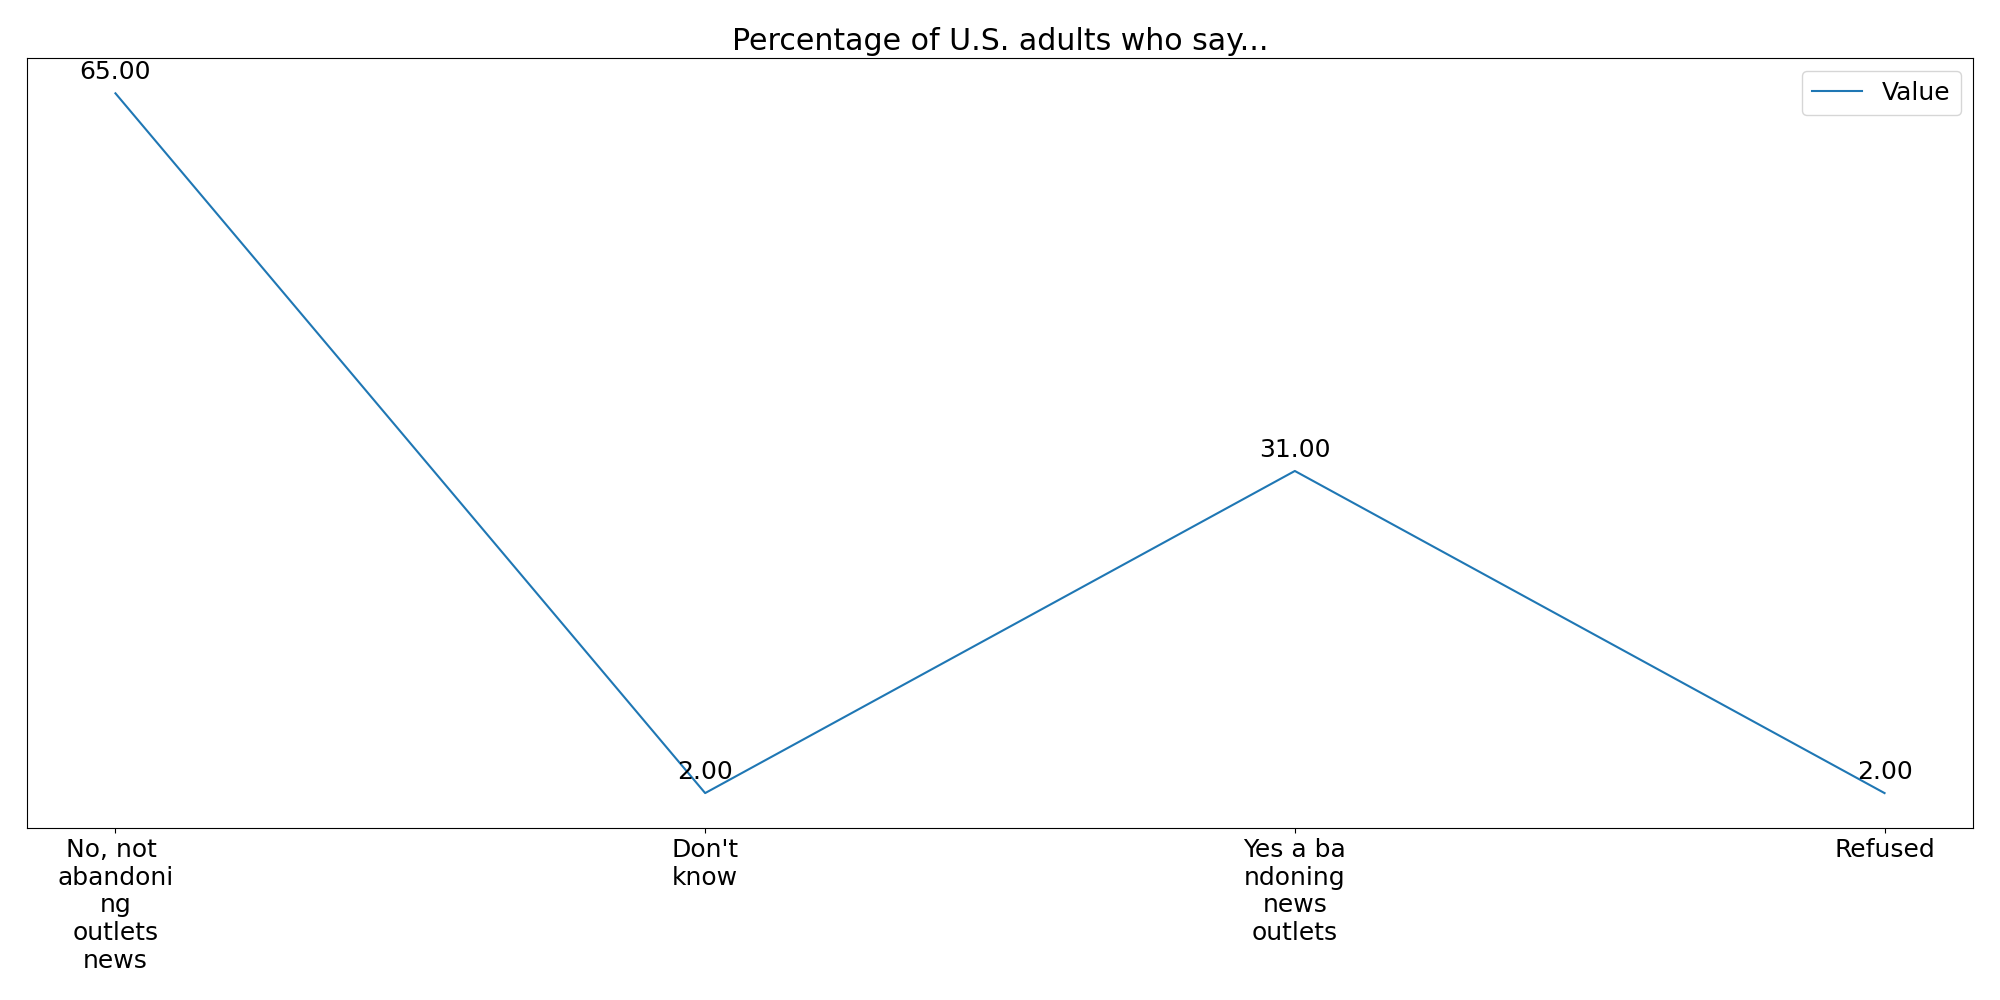 Percentage of U.S. adults who say...
65.00
Value
31.00
2.00
2.00
No, not
abandoni
ng
outlets
news
Don't
know
Yes a ba
ndoning
news
outlets
Refused